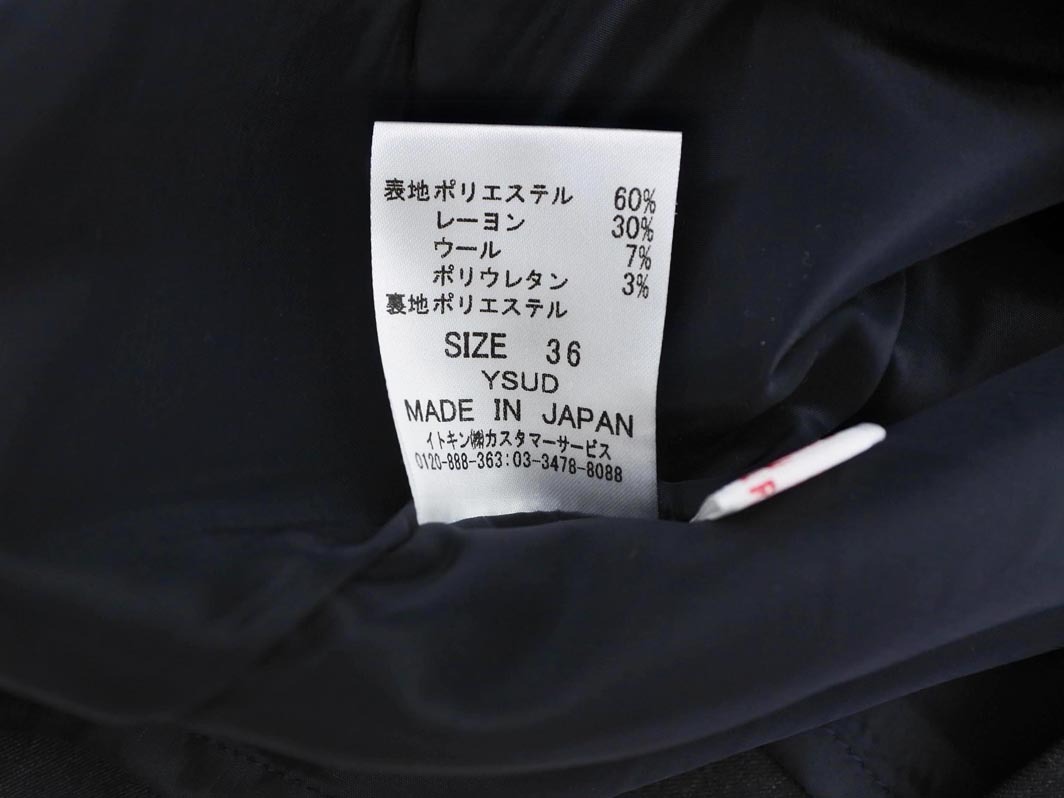 表地ポリエステル 60%
レーヨン 30%
ウール 7%
ポリウレタン 3%
裏地ポリエステル
SIZE 36
YSUD
MADE IN JAPAN
イトキン㈱カスタマーサービス
0120-888-363:03-3478-8088